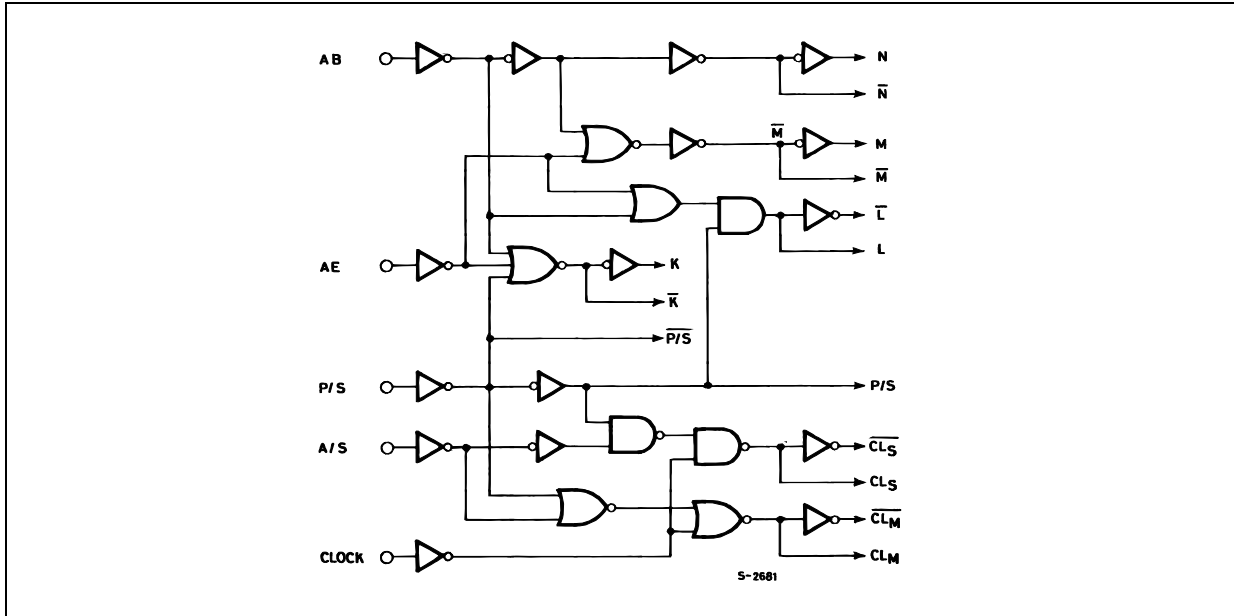 AB
N
N̅
M̅
M
M̅
L̅
L
AE
K
K̅
P̅/̅S̅
P/S
P/S
A/S
C̅L̅S̅
CLS
C̅L̅M̅
CLOCK
CLM
S-2681